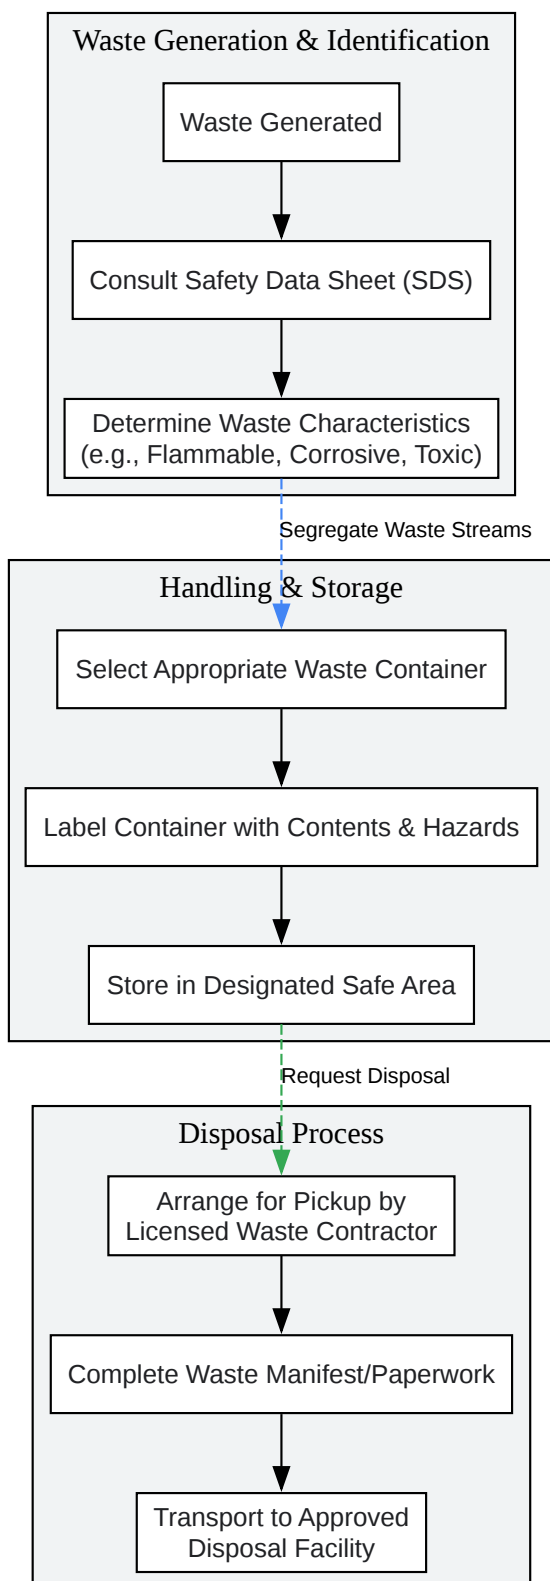 Waste Generation & Identification
Waste Generated
Consult Safety Data Sheet (SDS)
Determine Waste Characteristics
(e.g., Flammable, Corrosive, Toxic)
Segregate Waste Streams
Handling & Storage
Select Appropriate Waste Container
Label Container with Contents & Hazards
Store in Designated Safe Area
Request Disposal
Disposal Process
Arrange for Pickup by
Licensed Waste Contractor
Complete Waste Manifest/Paperwork
Transport to Approved
Disposal Facility